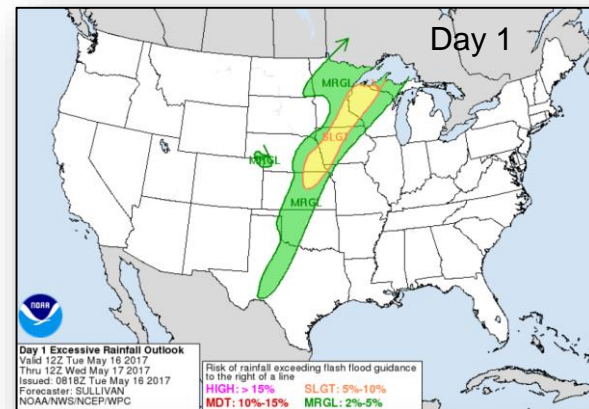 Day 1
MRGL
SLGT
MRGL
MRGL
NOAA
Day 1 Excessive Rainfall Outlook
Valid 12Z Tue May 16 2017
Thru 12Z Wed May 17 2017
Issued: 0818Z Tue May 16 2017
Forecaster: SULLIVAN
NOAA/NWS/NCEP/WPC
Risk of rainfall exceeding flash flood guidance
to the right of a line
HIGH: > 15% SLGT: 5%-10%
MDT: 10%-15% MRGL: 2%-5%